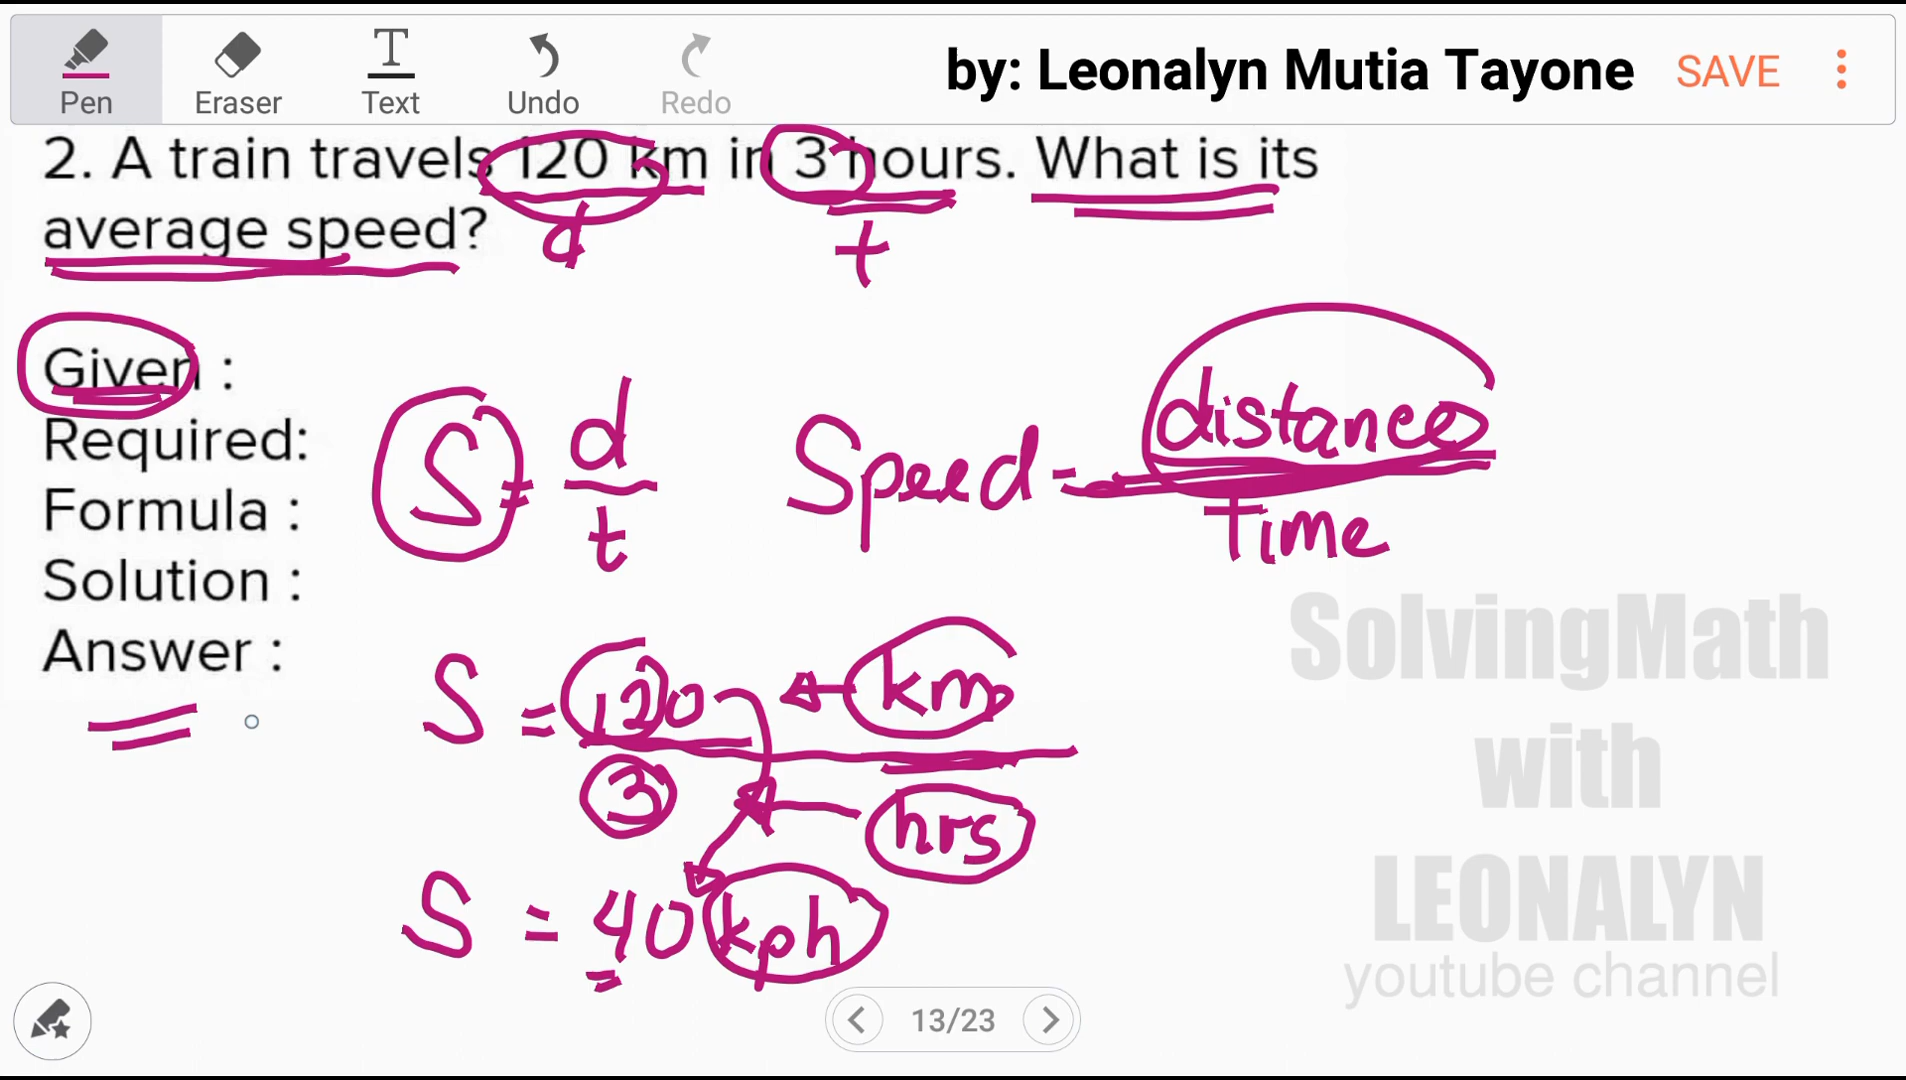 Pen Eraser Text Undo Redo by: Leonalyn Mutia Tayone SAVE
2. A train travels 120 km in 3 hours. What is its
average speed?
d t
Given :
Required:
Formula :
Solution :
Answer :
S = d/t
Speed = distance/Time
S = 120 km
3 hrs
S = 40 kph
SolvingMath
with
LEONALYN
youtube channel
13/23